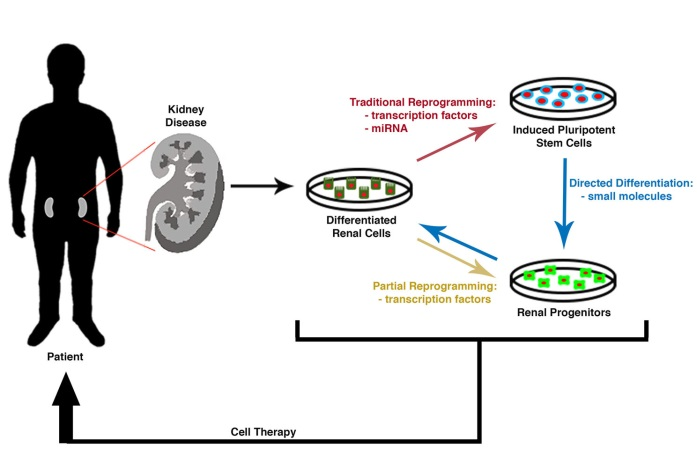 Kidney
Disease
Traditional Reprogramming:
- transcription factors
- miRNA
Induced Pluripotent
Stem Cells
Directed Differentiation:
- small molecules
Differentiated
Renal Cells
Partial Reprogramming:
- transcription factors
Renal Progenitors
Patient
Cell Therapy